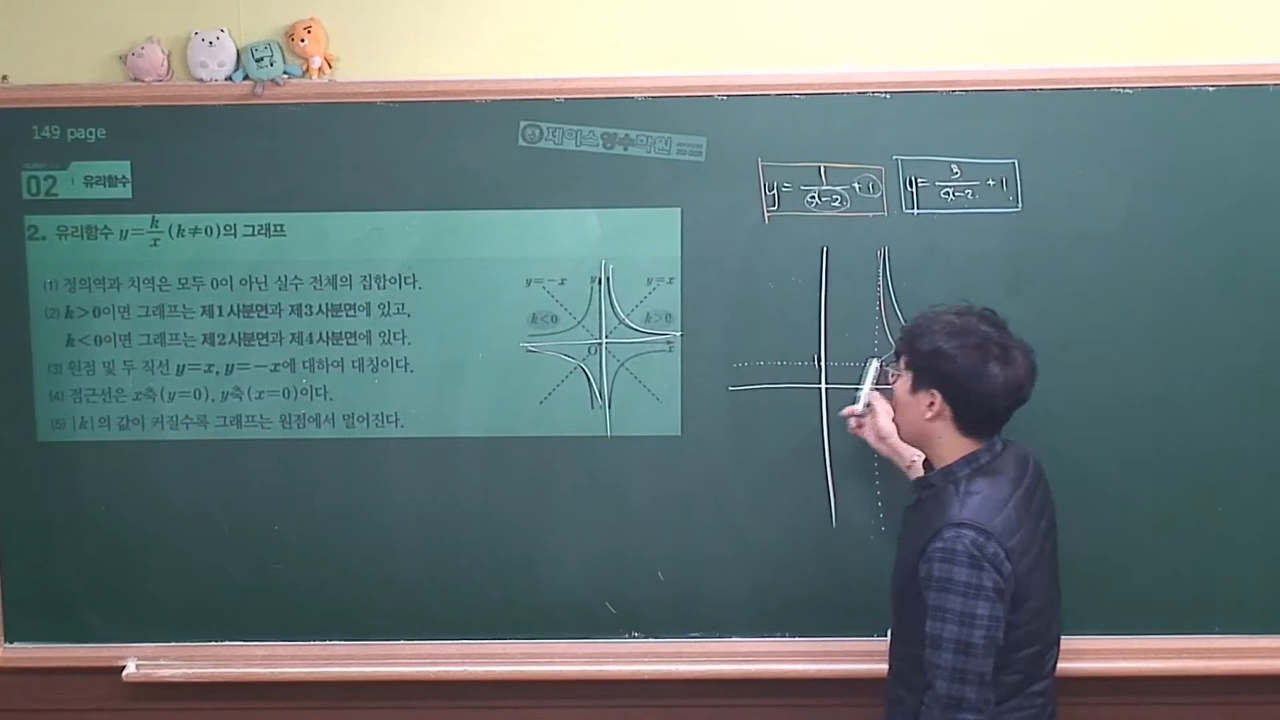 149 page
제이스영수학원
02 유리함수
2. 유리함수 y=k/x (k≠0)의 그래프
(1) 정의역과 치역은 모두 0이 아닌 실수 전체의 집합이다.
(2) k>0이면 그래프는 제1사분면과 제3사분면에 있고,
k<0이면 그래프는 제2사분면과 제4사분면에 있다.
(3) 원점 및 두 직선 y=x, y=-x에 대하여 대칭이다.
(4) 점근선은 x축(y=0), y축(x=0)이다.
(5) |k|의 값이 커질수록 그래프는 원점에서 멀어진다.
y=-x y y=x
k<0 k>0
O x
y=1/(x-2)+1
y=3/(x-2)+1